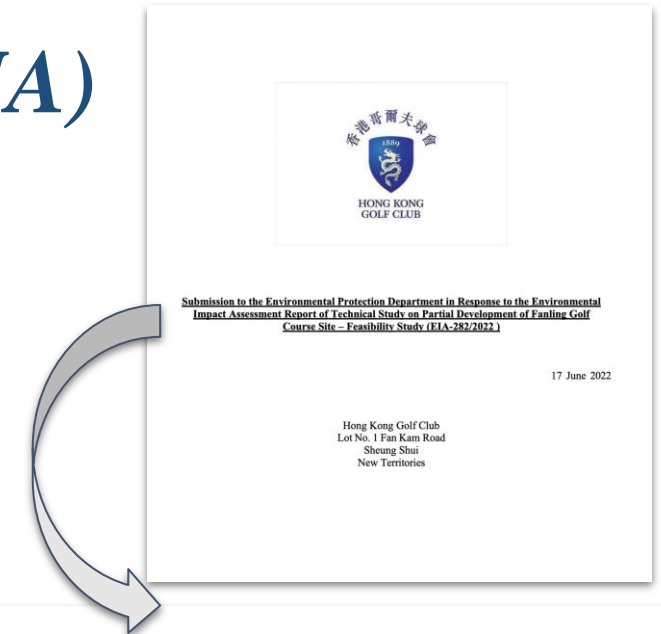 IA)
香港哥爾夫球會
1889
HONG KONG
GOLF CLUB
Submission to the Environmental Protection Department in Response to the Environmental
Impact Assessment Report of Technical Study on Partial Development of Fanling Golf
Course Site – Feasibility Study (EIA-282/2022 )
17 June 2022
Hong Kong Golf Club
Lot No. 1 Fan Kam Road
Sheung Shui
New Territories